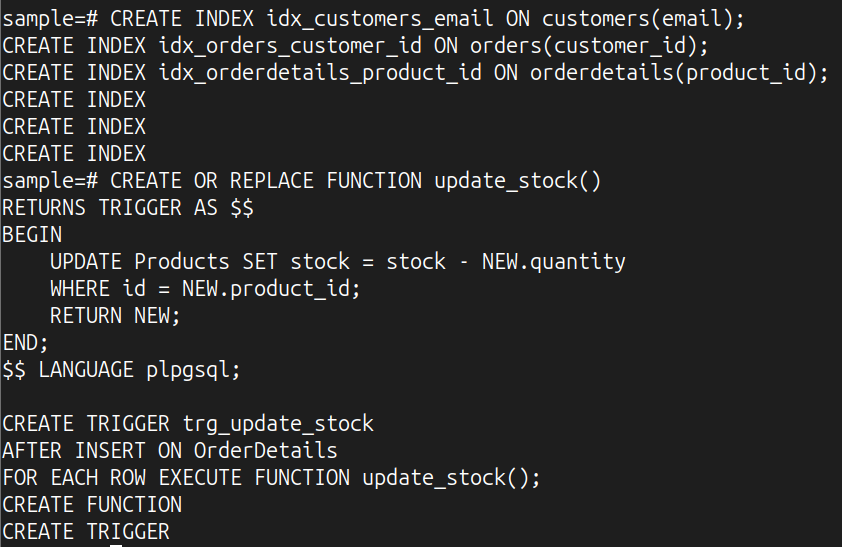 sample=# CREATE INDEX idx_customers_email ON customers(email);
CREATE INDEX idx_orders_customer_id ON orders(customer_id);
CREATE INDEX idx_orderdetails_product_id ON orderdetails(product_id);
CREATE INDEX
CREATE INDEX
CREATE INDEX
sample=# CREATE OR REPLACE FUNCTION update_stock()
RETURNS TRIGGER AS $$
BEGIN
    UPDATE Products SET stock = stock - NEW.quantity
    WHERE id = NEW.product_id;
    RETURN NEW;
END;
$$ LANGUAGE plpgsql;

CREATE TRIGGER trg_update_stock
AFTER INSERT ON OrderDetails
FOR EACH ROW EXECUTE FUNCTION update_stock();
CREATE FUNCTION
CREATE TRIGGER